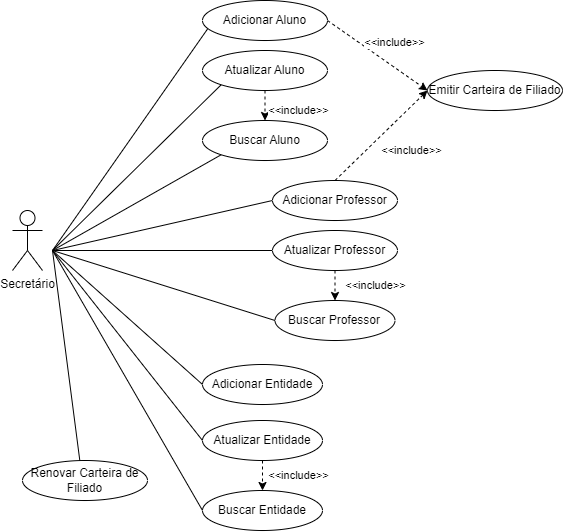 Adicionar Aluno
<<include>>
Atualizar Aluno
Emitir Carteira de Filiado
<<include>>
Buscar Aluno
<<include>>
Adicionar Professor
Atualizar Professor
Secretário
<<include>>
Buscar Professor
Adicionar Entidade
Atualizar Entidade
Renovar Carteira de
Filiado
<<include>>
Buscar Entidade